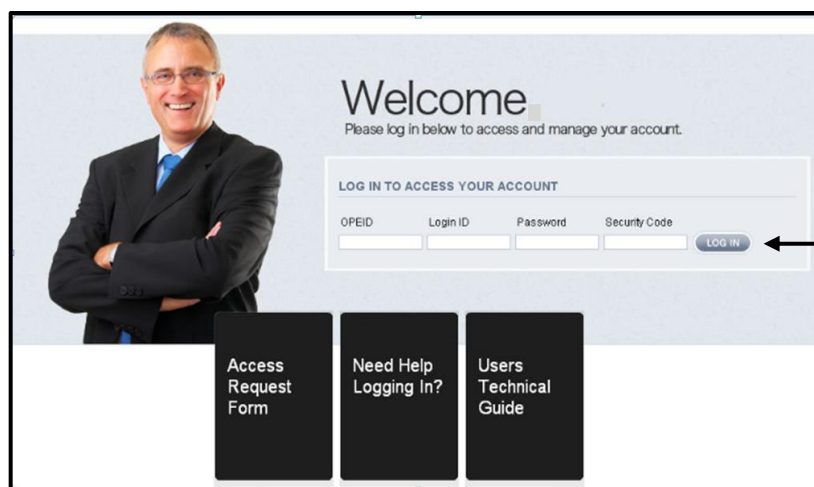 Welcome
Please log in below to access and manage your account.
LOG IN TO ACCESS YOUR ACCOUNT
OPEID Login ID Password Security Code
LOG IN
Access
Request
Form
Need Help
Logging In?
Users
Technical
Guide